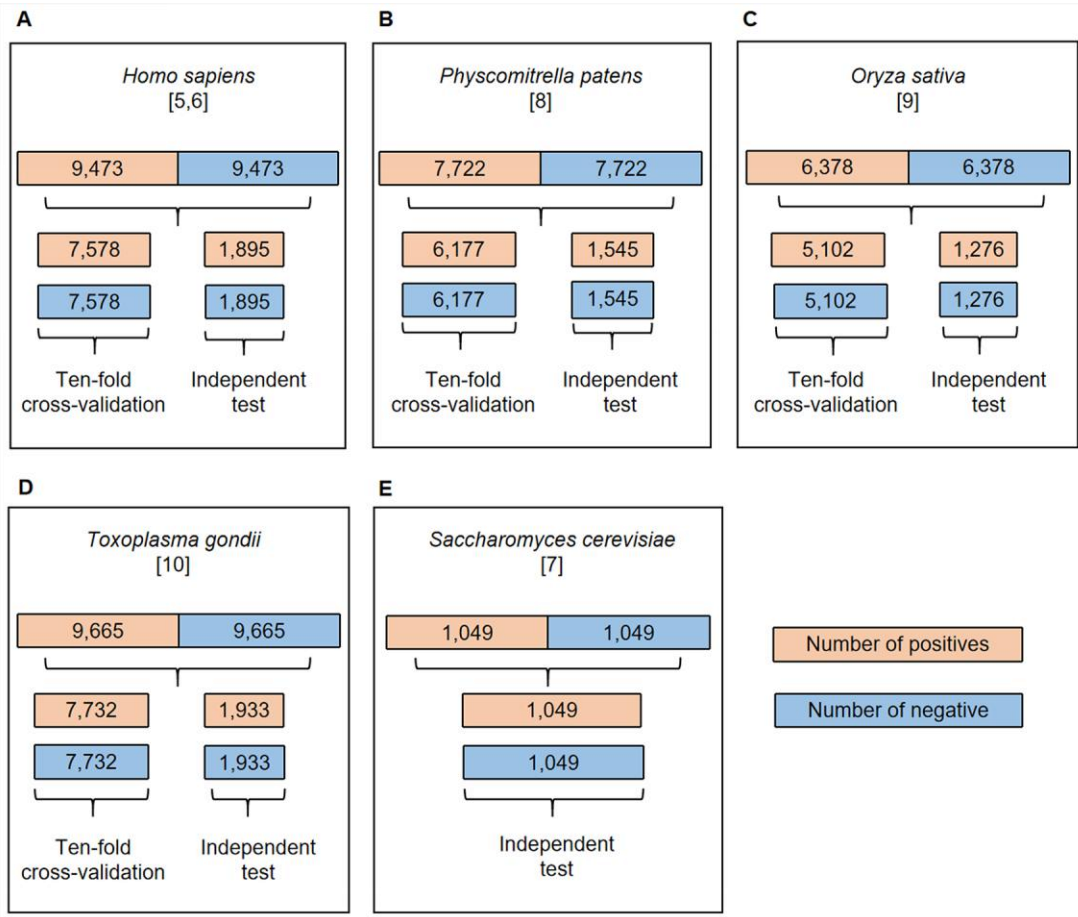 A
Homo sapiens
[5,6]
9,473 9,473
7,578 1,895
7,578 1,895
Ten-fold Independent
cross-validation test
B
Physcomitrella patens
[8]
7,722 7,722
6,177 1,545
6,177 1,545
Ten-fold Independent
cross-validation test
C
Oryza sativa
[9]
6,378 6,378
5,102 1,276
5,102 1,276
Ten-fold Independent
cross-validation test
D
Toxoplasma gondii
[10]
9,665 9,665
7,732 1,933
7,732 1,933
Ten-fold Independent
cross-validation test
E
Saccharomyces cerevisiae
[7]
1,049 1,049
1,049
1,049
Independent
test
Number of positives
Number of negative